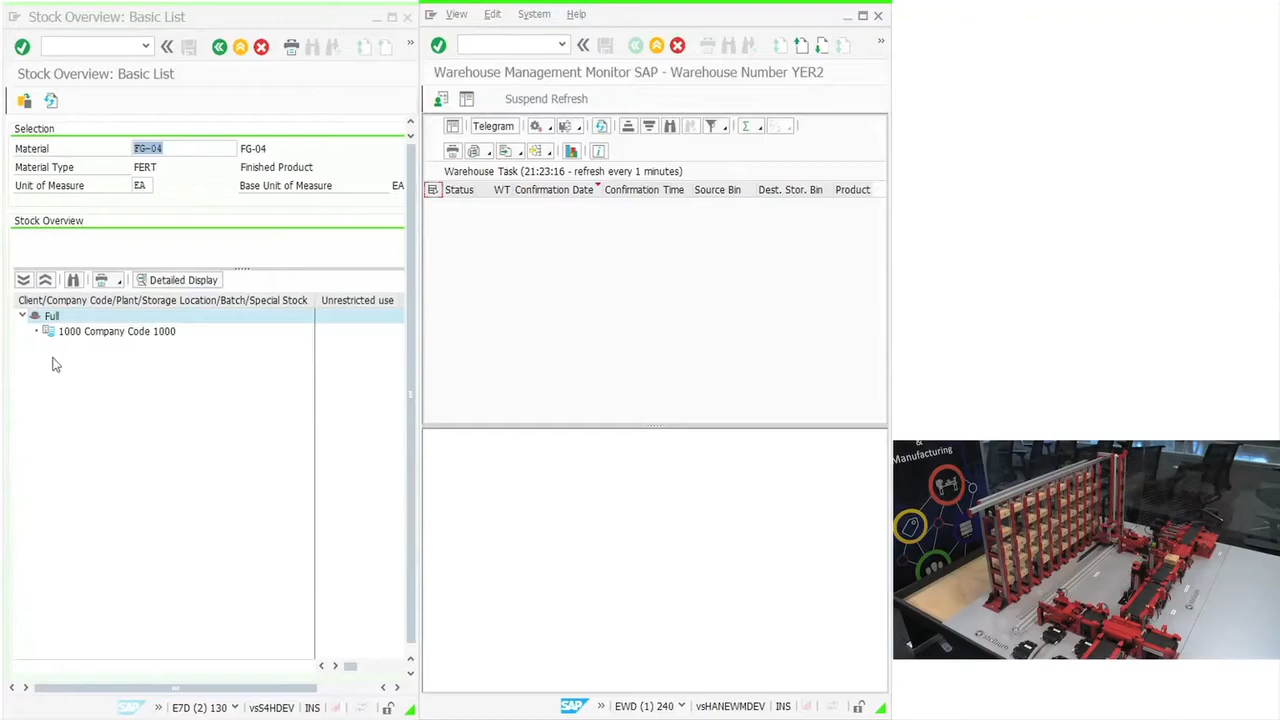 Stock Overview: Basic List
Stock Overview: Basic List
Selection
Material FG-04 FG-04
Material Type FERT Finished Product
Unit of Measure EA Base Unit of Measure EA
Stock Overview
Detailed Display
Client/Company Code/Plant/Storage Location/Batch/Special Stock Unrestricted use
Full
1000 Company Code 1000
SAP E7D (2) 130 vsS4HDEV INS
View Edit System Help
Warehouse Management Monitor SAP - Warehouse Number YER2
Suspend Refresh
Telegram
Warehouse Task (21:23:16 - refresh every 1 minutes)
Status WT Confirmation Date Confirmation Time Source Bin Dest. Stor. Bin Product
SAP EWD (1) 240 vsHANEWMDEV INS
&
Manufacturing